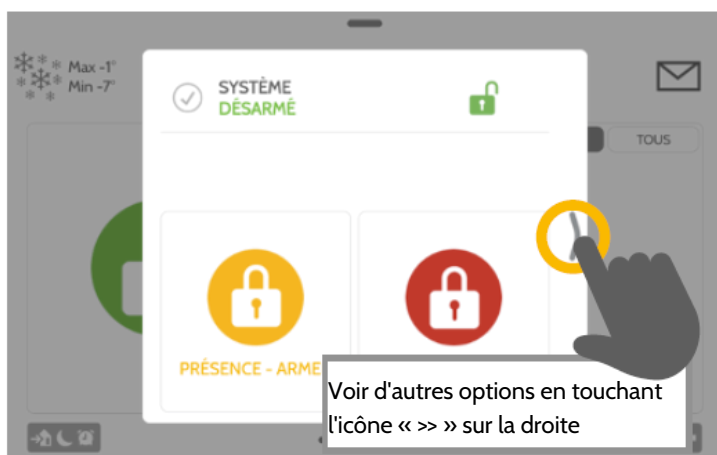 Max -1°
Min -7°
SYSTÈME
DÉSARMÉ
TOUS
PRÉSENCE - ARME
Voir d'autres options en touchant
l'icône « >> » sur la droite